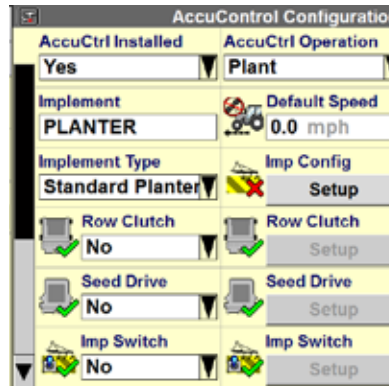 AccuControl Configuratio
AccuCtrl Installed AccuCtrl Operation
Yes Plant
Implement Default Speed
PLANTER 0.0 mph
Implement Type Imp Config
Standard Planter Setup
Row Clutch Row Clutch
No Setup
Seed Drive Seed Drive
No Setup
Imp Switch Imp Switch
No Setup